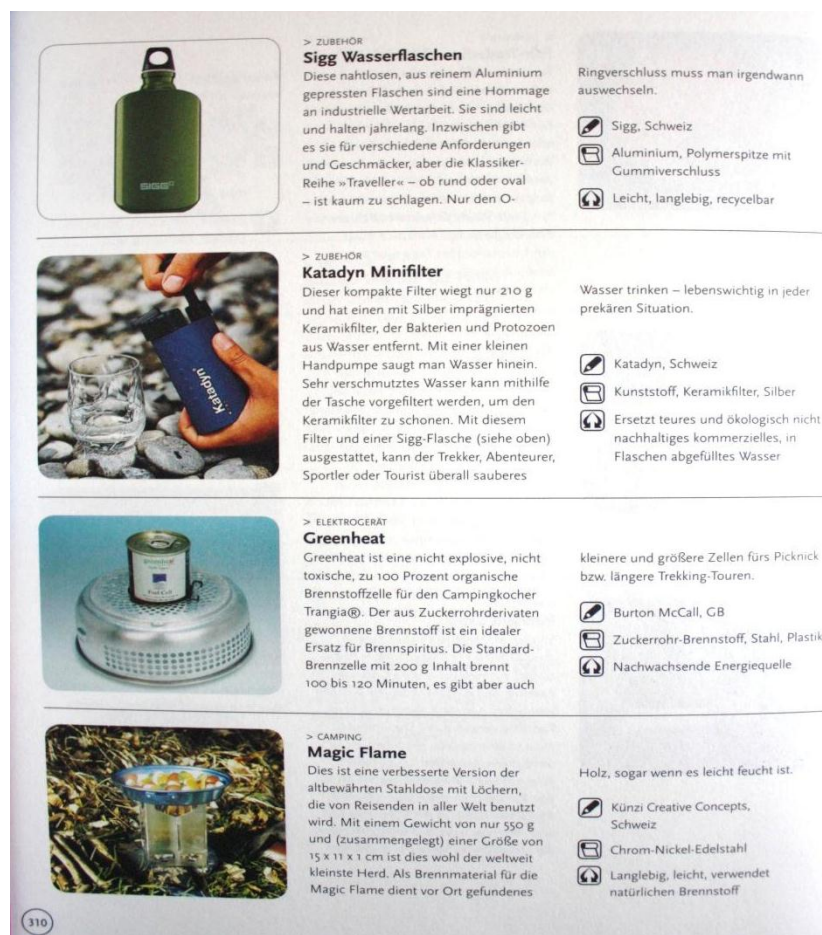 > ZUBEHÖR
Sigg Wasserflaschen
Diese nahtlosen, aus reinem Aluminium
gepressten Flaschen sind eine Hommage
an industrielle Wertarbeit. Sie sind leicht
und halten jahrelang. Inzwischen gibt
es sie für verschiedene Anforderungen
und Geschmäcker, aber die Klassiker-
Reihe »Traveller« – ob rund oder oval
– ist kaum zu schlagen. Nur den O-
Ringverschluss muss man irgendwann
auswechseln.
Sigg, Schweiz
Aluminium, Polymerspitze mit
Gummiverschluss
Leicht, langlebig, recycelbar
SIGG
> ZUBEHÖR
Katadyn Minifilter
Dieser kompakte Filter wiegt nur 210 g
und hat einen mit Silber imprägnierten
Keramikfilter, der Bakterien und Protozoen
aus Wasser entfernt. Mit einer kleinen
Handpumpe saugt man Wasser hinein.
Sehr verschmutztes Wasser kann mithilfe
der Tasche vorgefiltert werden, um den
Keramikfilter zu schonen. Mit diesem
Filter und einer Sigg-Flasche (siehe oben)
ausgestattet, kann der Trekker, Abenteurer,
Sportler oder Tourist überall sauberes
Wasser trinken – lebenswichtig in jeder
prekären Situation.
Katadyn, Schweiz
Kunststoff, Keramikfilter, Silber
Ersetzt teures und ökologisch nicht
nachhaltiges kommerzielles, in
Flaschen abgefülltes Wasser
Katadyn
> ELEKTROGERÄT
Greenheat
Greenheat ist eine nicht explosive, nicht
toxische, zu 100 Prozent organische
Brennstoffzelle für den Campingkocher
Trangia®. Der aus Zuckerrohrderivaten
gewonnene Brennstoff ist ein idealer
Ersatz für Brennspiritus. Die Standard-
Brennzelle mit 200 g Inhalt brennt
100 bis 120 Minuten, es gibt aber auch
kleinere und größere Zellen fürs Picknick
bzw. längere Trekking-Touren.
Burton McCall, GB
Zuckerrohr-Brennstoff, Stahl, Plastik
Nachwachsende Energiequelle
greenheat
Fuel Cell
> CAMPING
Magic Flame
Dies ist eine verbesserte Version der
altbewährten Stahldose mit Löchern,
die von Reisenden in aller Welt benutzt
wird. Mit einem Gewicht von nur 550 g
und (zusammengelegt) einer Größe von
15 x 11 x 1 cm ist dies wohl der weltweit
kleinste Herd. Als Brennmaterial für die
Magic Flame dient vor Ort gefundenes
Holz, sogar wenn es leicht feucht ist.
Künzi Creative Concepts,
Schweiz
Chrom-Nickel-Edelstahl
Langlebig, leicht, verwendet
natürlichen Brennstoff
310